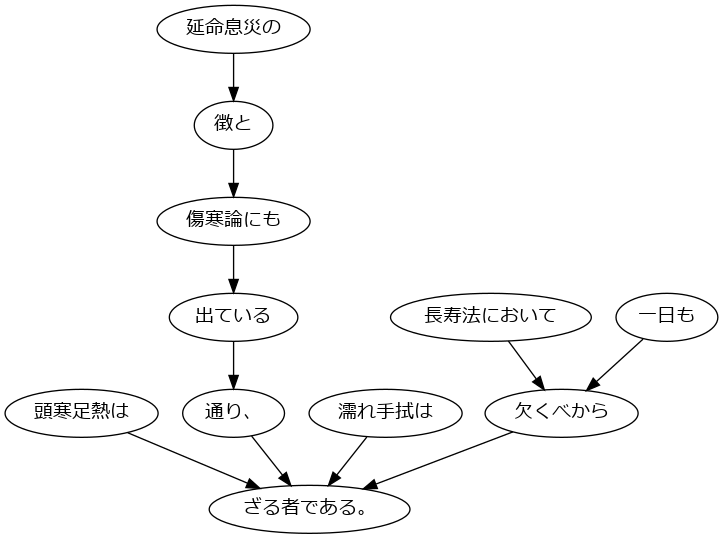 延命息災の
徴と
傷寒論にも
出ている
長寿法において
一日も
頭寒足熱は
通り、
濡れ手拭は
欠くべから
ざる者である。